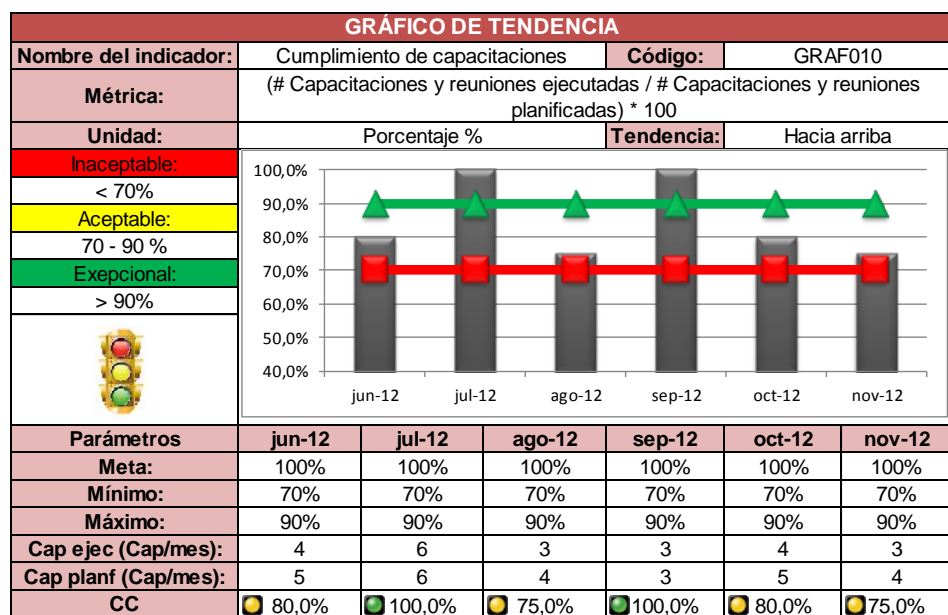 GRÁFICO DE TENDENCIA
Nombre del indicador: Cumplimiento de capacitaciones Código: GRAF010
Métrica: (# Capacitaciones y reuniones ejecutadas / # Capacitaciones y reuniones
planificadas) * 100
Unidad: Porcentaje % Tendencia: Hacia arriba
Inaceptable:
< 70%
Aceptable:
70 - 90 %
Exepcional:
> 90%
100,0%
90,0%
80,0%
70,0%
60,0%
50,0%
40,0%
jun-12 jul-12 ago-12 sep-12 oct-12 nov-12
Parámetros jun-12 jul-12 ago-12 sep-12 oct-12 nov-12
Meta: 100% 100% 100% 100% 100% 100%
Mínimo: 70% 70% 70% 70% 70% 70%
Máximo: 90% 90% 90% 90% 90% 90%
Cap ejec (Cap/mes): 4 6 3 3 4 3
Cap planf (Cap/mes): 5 6 4 3 5 4
CC 80,0% 100,0% 75,0% 100,0% 80,0% 75,0%